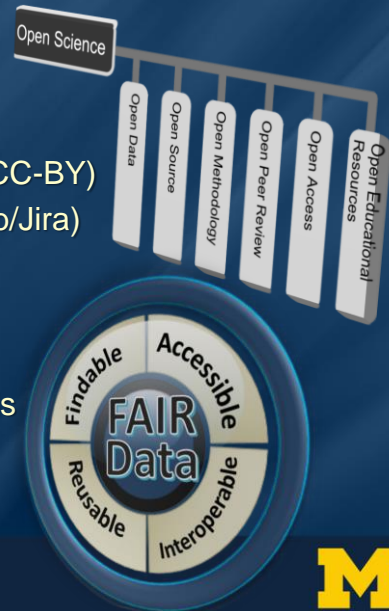 Open Science
Open Data
Open Source
Open Methodology
Open Peer Review
Open Access
Open Educational
Resources
CC-BY)
/Jira)
s
Findable
Accessible
FAIR
Data
Reusable
Interoperable
M